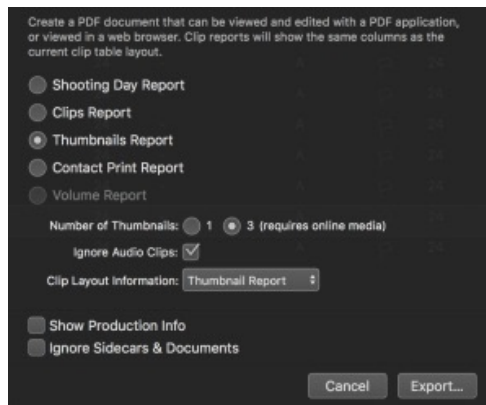 Create a PDF document that can be viewed and edited with a PDF application,
or viewed in a web browser. Clip reports will show the same columns as the
current clip table layout.
Shooting Day Report
Clips Report
Thumbnails Report
Contact Print Report
Volume Report
Number of Thumbnails: 1 3 (requires online media)
Ignore Audio Clips:
Clip Layout Information: Thumbnail Report
Show Production Info
Ignore Sidecars & Documents
Cancel Export...